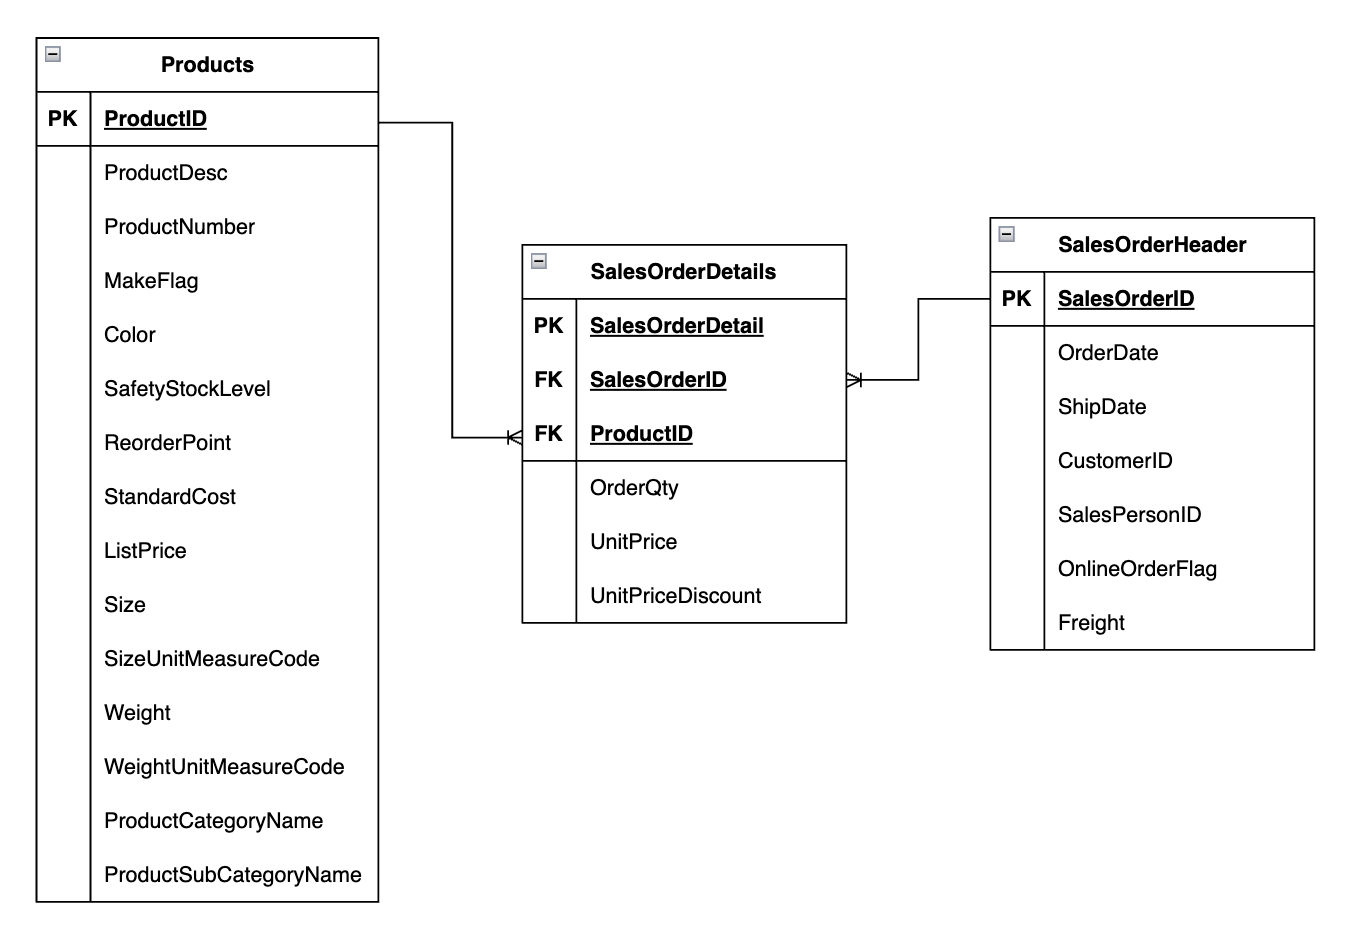 Products
PK ProductID
ProductDesc
ProductNumber
MakeFlag
Color
SafetyStockLevel
ReorderPoint
StandardCost
ListPrice
Size
SizeUnitMeasureCode
Weight
WeightUnitMeasureCode
ProductCategoryName
ProductSubCategoryName
SalesOrderDetails
PK SalesOrderDetail
FK SalesOrderID
FK ProductID
OrderQty
UnitPrice
UnitPriceDiscount
SalesOrderHeader
PK SalesOrderID
OrderDate
ShipDate
CustomerID
SalesPersonID
OnlineOrderFlag
Freight